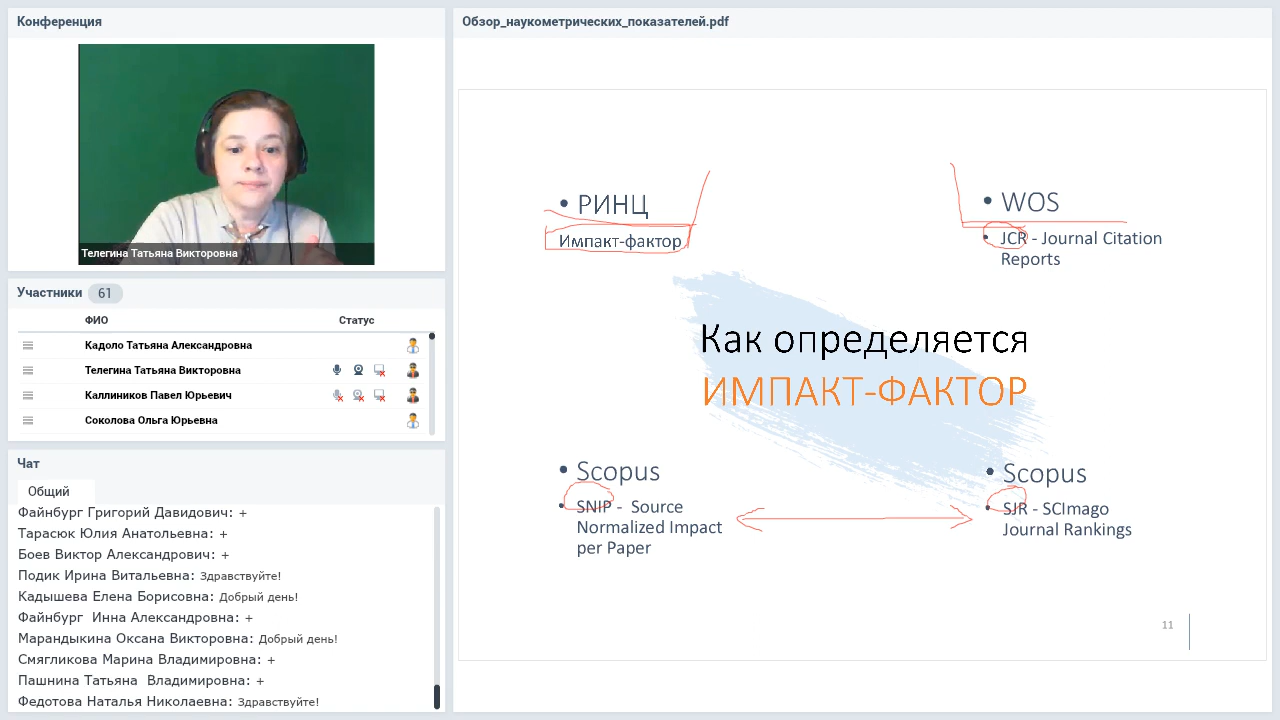 Конференция
Телегина Татьяна Викторовна
Участники 61
ФИО Статус
Кадоло Татьяна Александровна
Телегина Татьяна Викторовна
Каллиников Павел Юрьевич
Соколова Ольга Юрьевна
Чат
Общий
Файнбург Григорий Давидович: +
Тарасюк Юлия Анатольевна: +
Боев Виктор Александрович: +
Подик Ирина Витальевна: Здравствуйте!
Кадышева Елена Борисовна: Добрый день!
Файнбург Инна Александровна: +
Марандыкина Оксана Викторовна: Добрый день!
Смягликова Марина Владимировна: +
Пашнина Татьяна Владимировна: +
Федотова Наталья Николаевна: Здравствуйте!
Обзор_наукометрических_показателей.pdf
• РИНЦ
Импакт-фактор
• WOS
• JCR - Journal Citation
Reports
Как определяется
ИМПАКТ-ФАКТОР
• Scopus
• SNIP - Source
Normalized Impact
per Paper
• Scopus
• SJR - SCImago
Journal Rankings
11